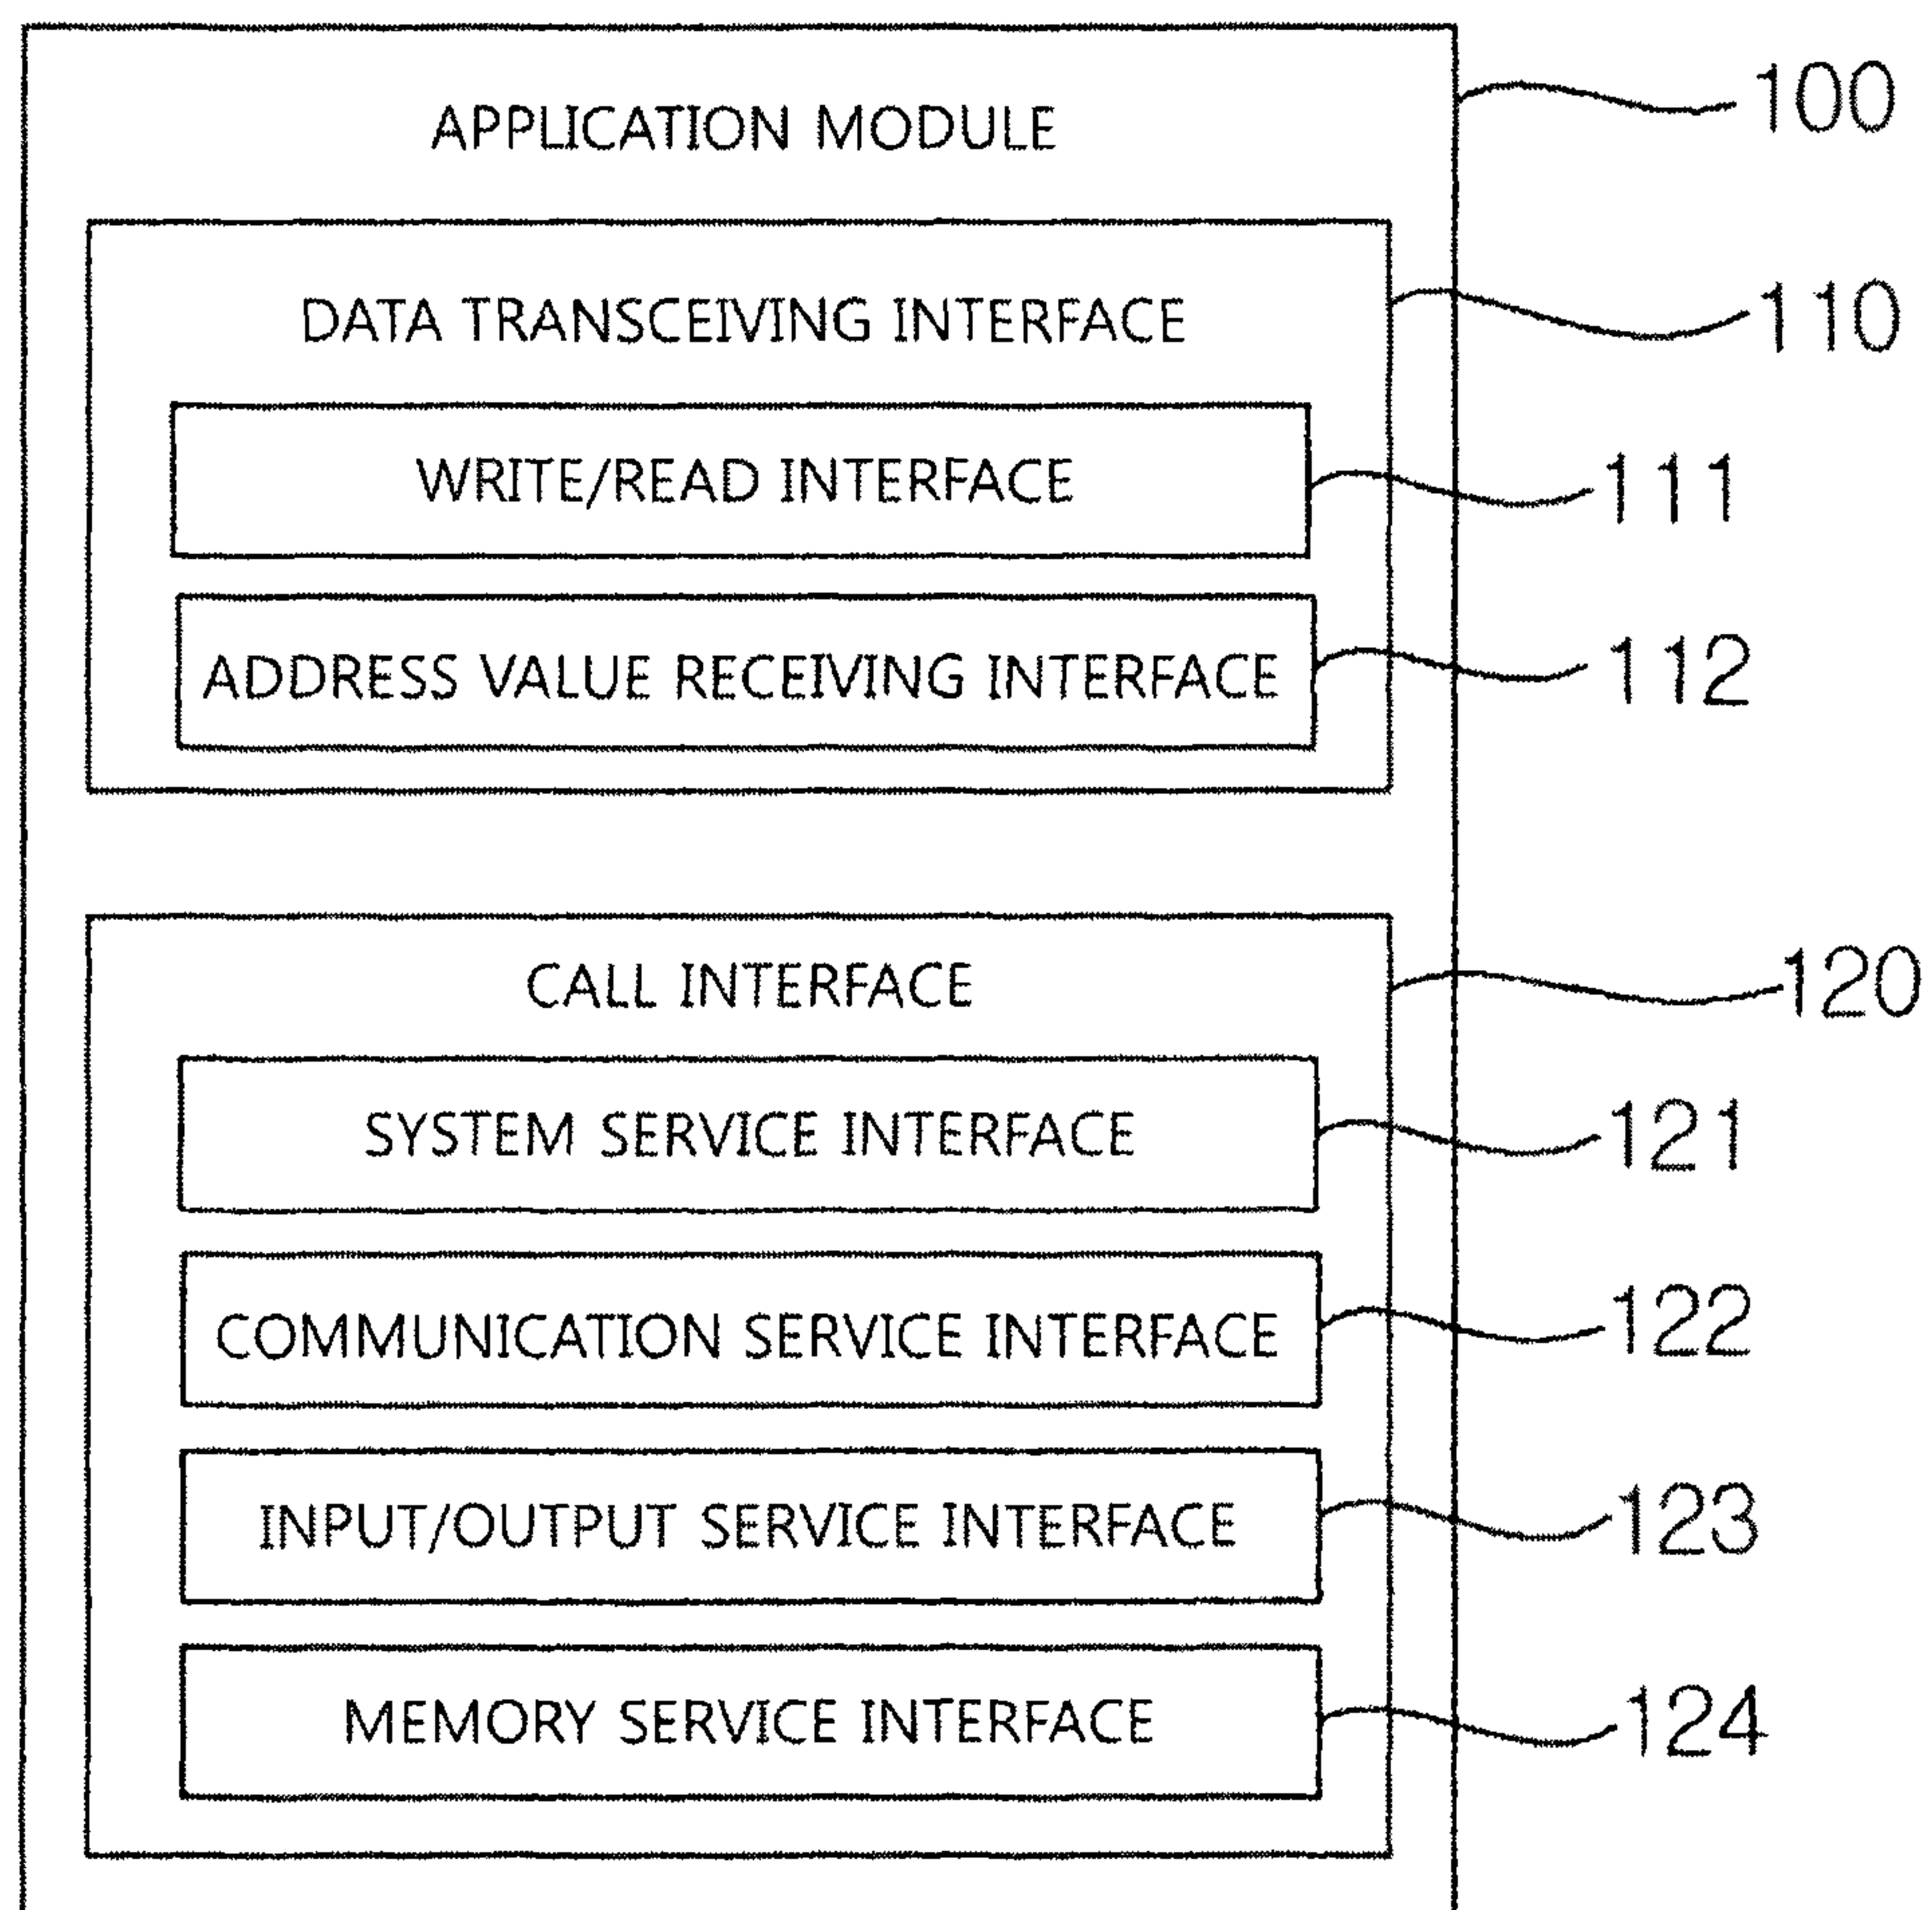 APPLICATION MODULE
100
DATA TRANSCEIVING INTERFACE
110
WRITE/READ INTERFACE
111
ADDRESS VALUE RECEIVING INTERFACE
112
CALL INTERFACE
120
SYSTEM SERVICE INTERFACE
121
COMMUNICATION SERVICE INTERFACE
122
INPUT/OUTPUT SERVICE INTERFACE
123
MEMORY SERVICE INTERFACE
124